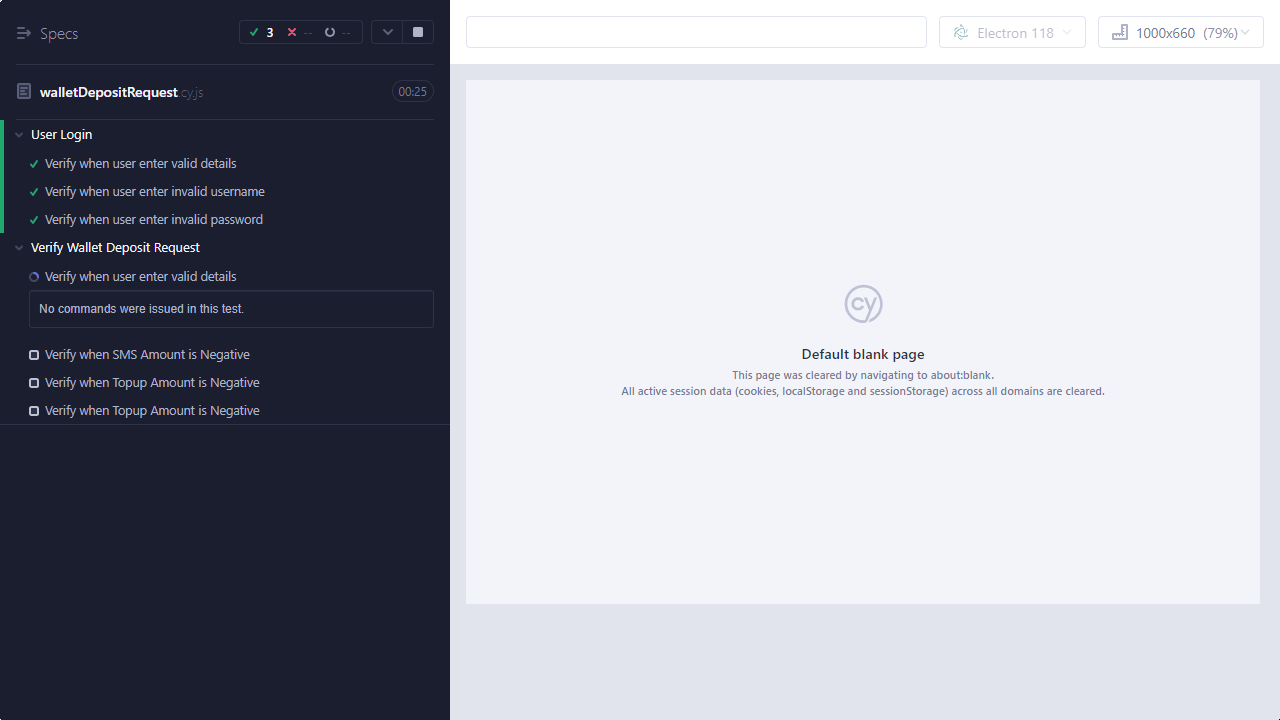 Specs
3
--
--
walletDepositRequest.cy.js
00:25
User Login
Verify when user enter valid details
Verify when user enter invalid username
Verify when user enter invalid password
Verify Wallet Deposit Request
Verify when user enter valid details
No commands were issued in this test.
Verify when SMS Amount is Negative
Verify when Topup Amount is Negative
Verify when Topup Amount is Negative
Electron 118
1000x660 (79%)
cy
Default blank page
This page was cleared by navigating to about:blank.
All active session data (cookies, localStorage and sessionStorage) across all domains are cleared.